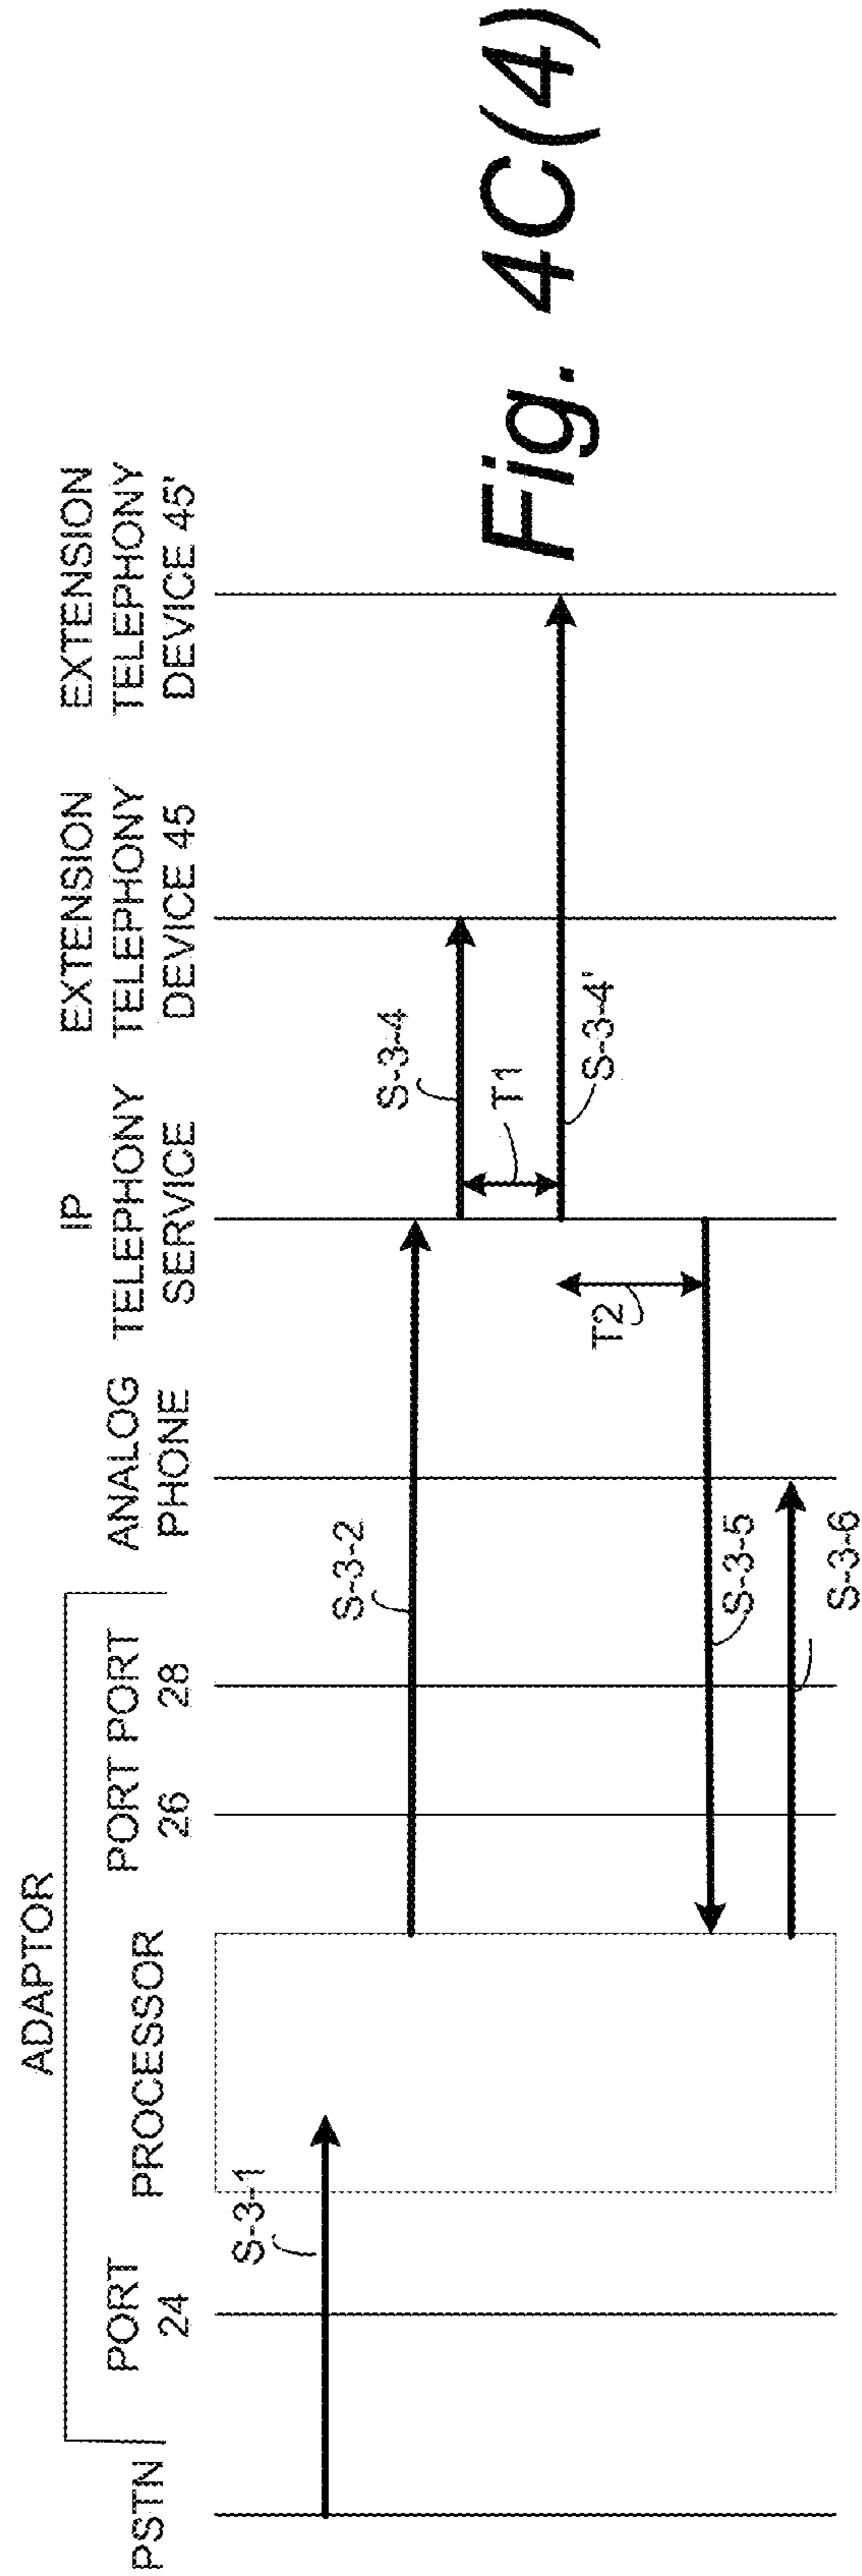 ADAPTOR
PSTN
PORT
24
PROCESSOR
PORT
26
PORT
28
ANALOG
PHONE
IP
TELEPHONY
SERVICE
EXTENSION
TELEPHONY
DEVICE 45
EXTENSION
TELEPHONY
DEVICE 45'
S-3-1
S-3-2
S-3-4
T1
S-3-4'
T2
S-3-5
S-3-6
Fig. 4C(4)